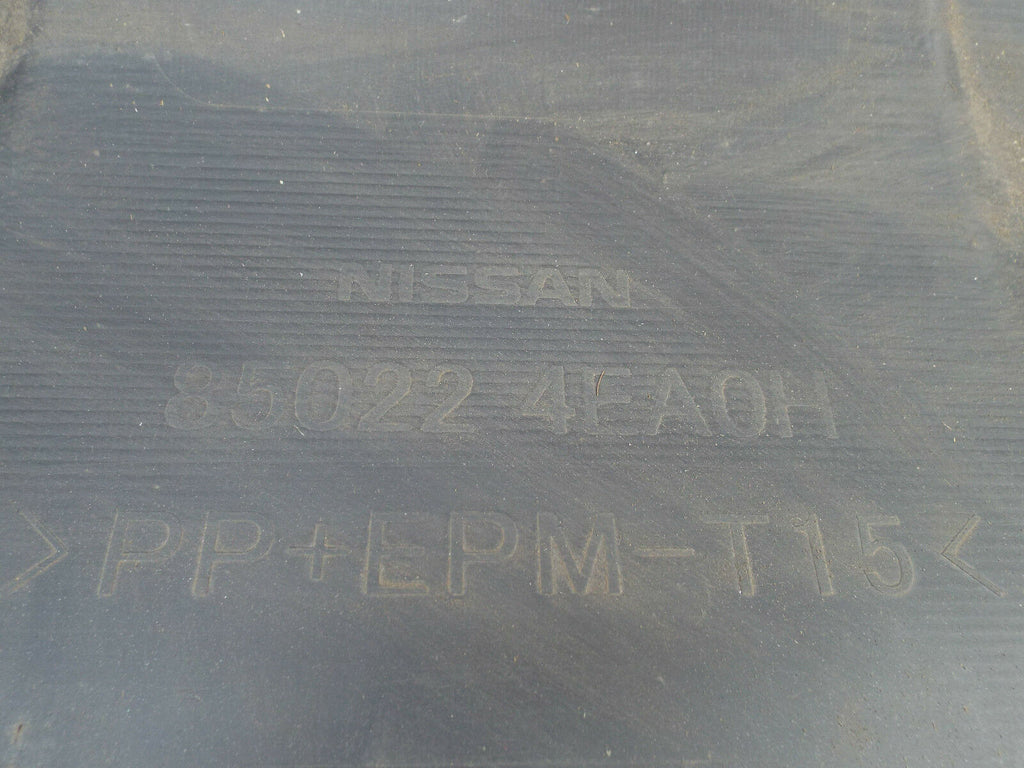 NISSAN
85022 4EA0H
>PP+EPM-T15<